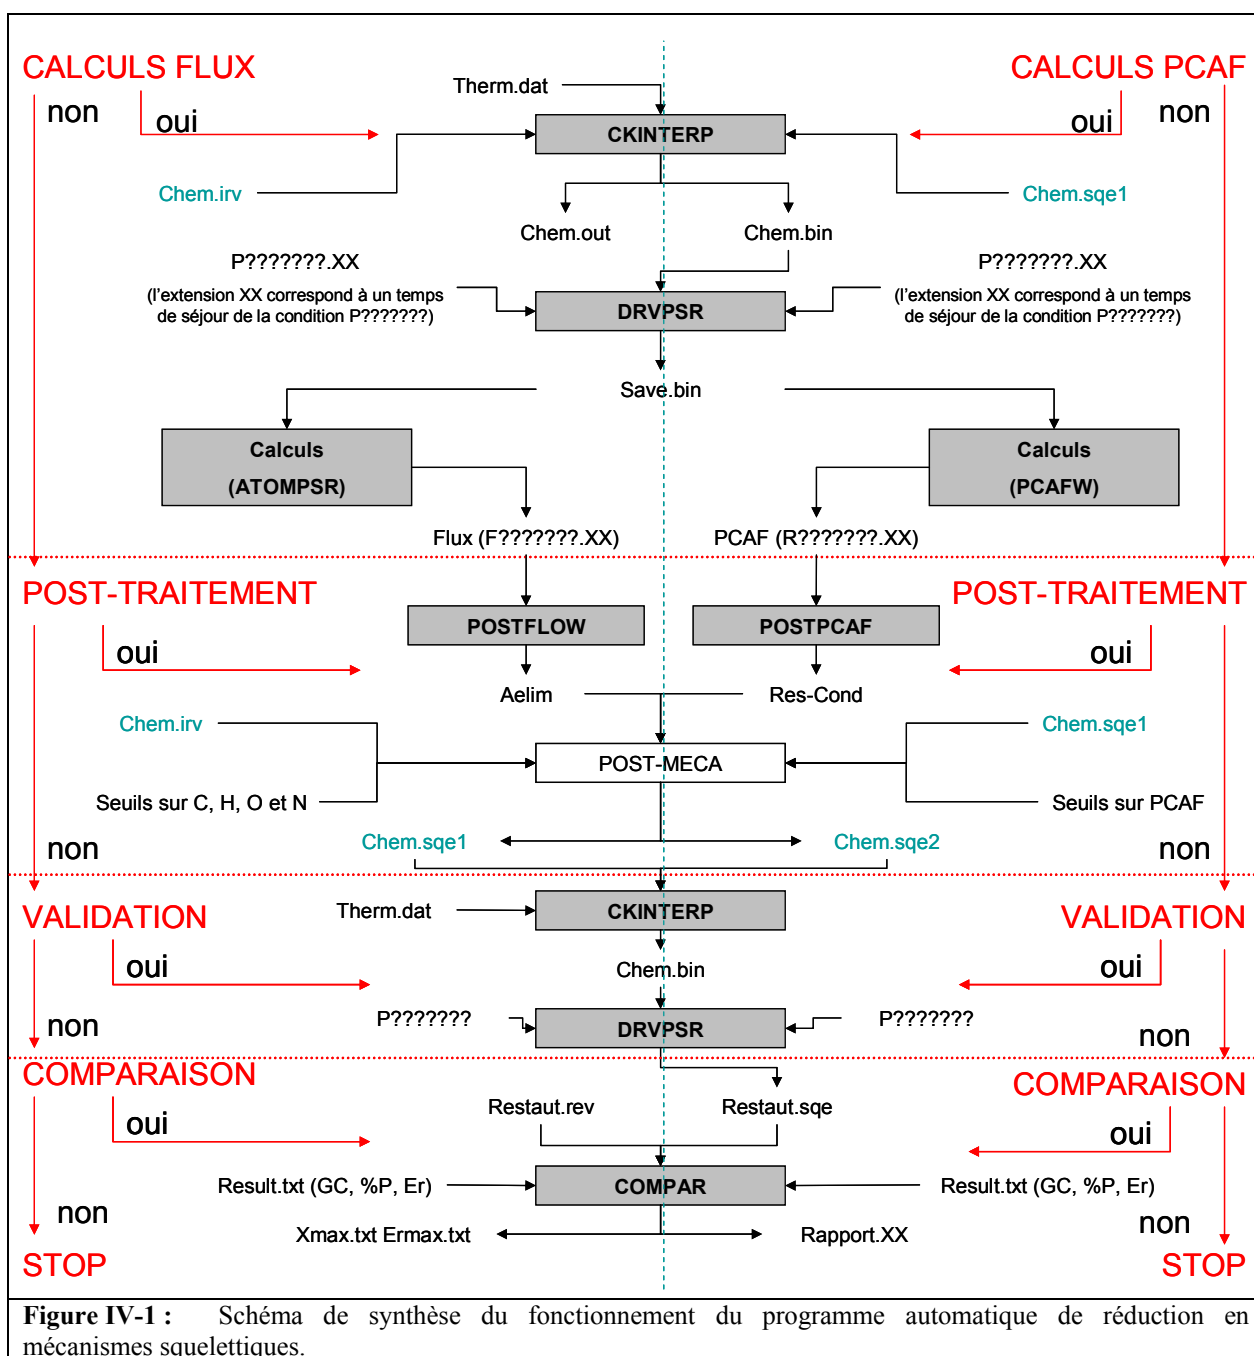 CALCULS FLUX
CALCULS PCAF
Therm.dat
non
oui
oui
non
CKINTERP
Chem.irv
Chem.sqe1
Chem.out
Chem.bin
P???????.XX
(l'extension XX correspond à un temps
de séjour de la condition P???????)
P???????.XX
(l'extension XX correspond à un temps
de séjour de la condition P???????)
DRVPSR
Save.bin
Calculs
(ATOMPSR)
Calculs
(PCAFW)
Flux (F???????.XX)
PCAF (R???????.XX)
POST-TRAITEMENT
POST-TRAITEMENT
POSTFLOW
POSTPCAF
oui
oui
Aelim
Res-Cond
Chem.irv
Chem.sqe1
POST-MECA
Seuils sur C, H, O et N
Seuils sur PCAF
non
Chem.sqe1
Chem.sqe2
non
VALIDATION
Therm.dat
CKINTERP
VALIDATION
oui
Chem.bin
oui
non
P???????
DRVPSR
P???????
non
COMPARAISON
COMPARAISON
Restaut.rev
Restaut.sqe
oui
oui
Result.txt (GC, %P, Er)
COMPAR
Result.txt (GC, %P, Er)
non
Xmax.txt Ermax.txt
Rapport.XX
non
STOP
STOP
Figure IV-1 : Schéma de synthèse du fonctionnement du programme automatique de réduction en
mécanismes squelettiques.